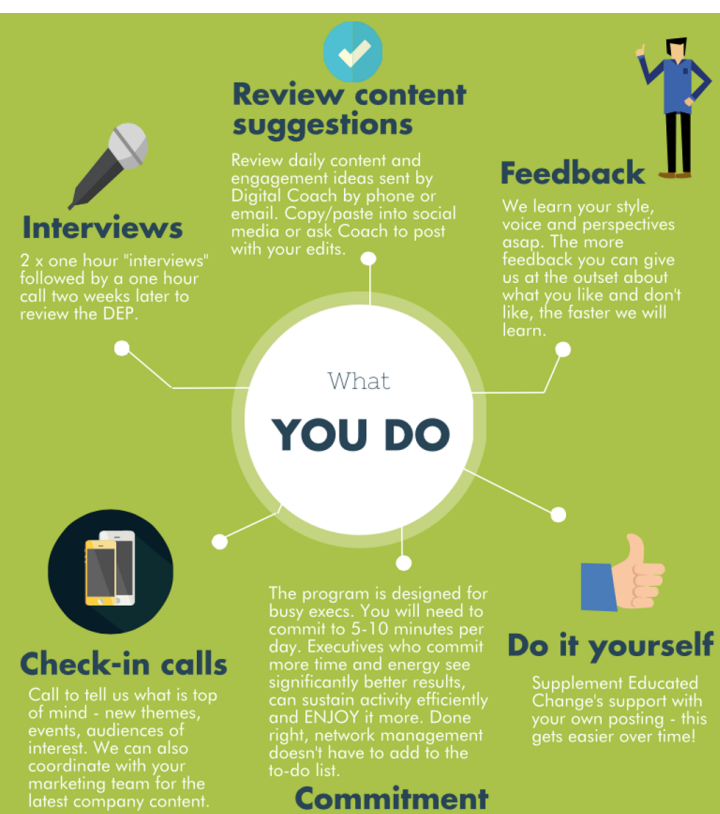 Review content
suggestions
Review daily content and
engagement ideas sent by
Digital Coach by phone or
email. Copy/paste into social
media or ask Coach to post
with your edits.
Interviews
2 x one hour "interviews"
followed by a one hour
call two weeks later to
review the DEP.
Feedback
We learn your style,
voice and perspectives
asap. The more
feedback you can give
us at the outset about
what you like and don't
like, the faster we will
learn.
What
YOU DO
Check-in calls
Call to tell us what is top
of mind - new themes,
events, audiences of
interest. We can also
coordinate with your
marketing team for the
latest company content.
The program is designed for
busy execs. You will need to
commit to 5-10 minutes per
day. Executives who commit
more time and energy see
significantly better results,
can sustain activity efficiently
and ENJOY it more. Done
right, network management
doesn't have to add to the
to-do list.
Commitment
Do it yourself
Supplement Educated
Change's support with
your own posting - this
gets easier over time!